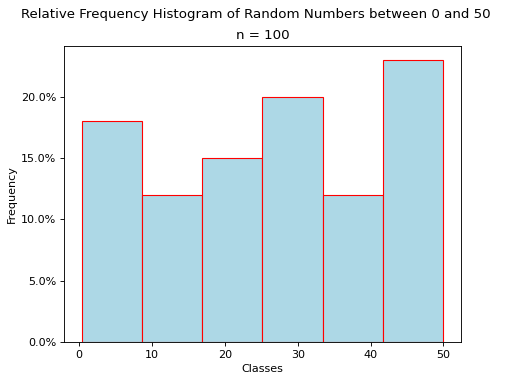 Relative Frequency Histogram of Random Numbers between 0 and 50
n = 100
20.0%
15.0%
10.0%
5.0%
0.0%
Frequency
0 10 20 30 40 50
Classes